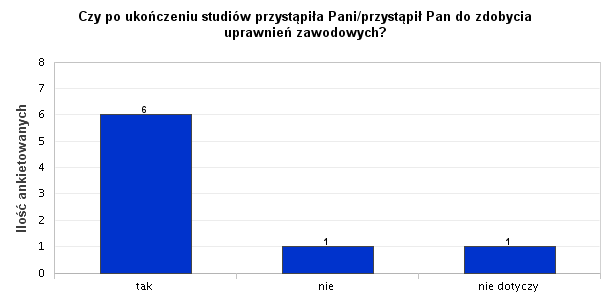 Czy po ukończeniu studiów przystąpiła Pani/przystąpił Pan do zdobycia
uprawnień zawodowych?
Ilość ankietowanych
8
7
6
5
4
3
2
1
0
6
1
1
tak
nie
nie dotyczy